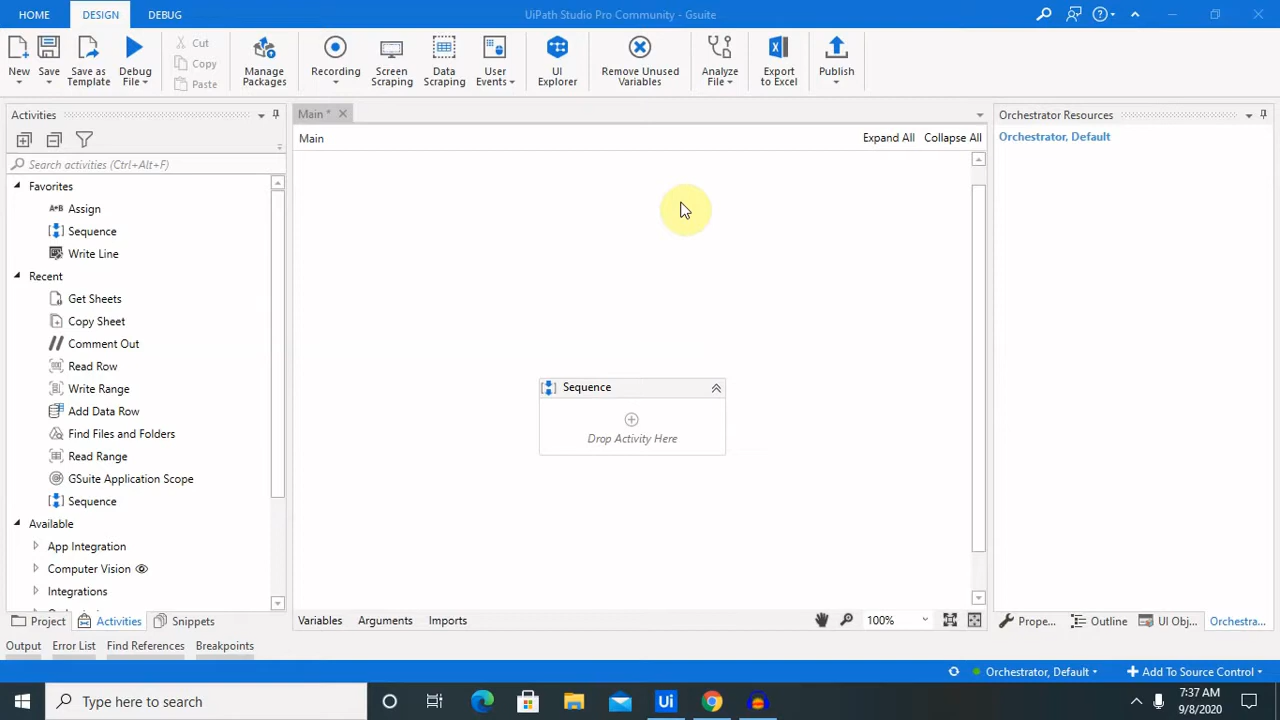 HOME
DESIGN
DEBUG
UiPath Studio Pro Community - Gsuite
New
Save
Save as Template
Debug File
Cut
Copy
Paste
Manage Packages
Recording
Screen Scraping
Data Scraping
User Events
UI Explorer
Remove Unused Variables
Analyze File
Export to Excel
Publish
Activities
Search activities (Ctrl+Alt+F)
Favorites
A+B Assign
Sequence
Write Line
Recent
Get Sheets
Copy Sheet
Comment Out
Read Row
Write Range
Add Data Row
Find Files and Folders
Read Range
GSuite Application Scope
Sequence
Available
App Integration
Computer Vision
Integrations
Project
Activities
Snippets
Main *
Main
Expand All
Collapse All
Sequence
Drop Activity Here
Variables
Arguments
Imports
100%
Orchestrator Resources
Orchestrator, Default
Prope...
Outline
UI Obj...
Orchestra...
Output
Error List
Find References
Breakpoints
Orchestrator, Default
Add To Source Control
Type here to search
Ui
7:37 AM
9/8/2020